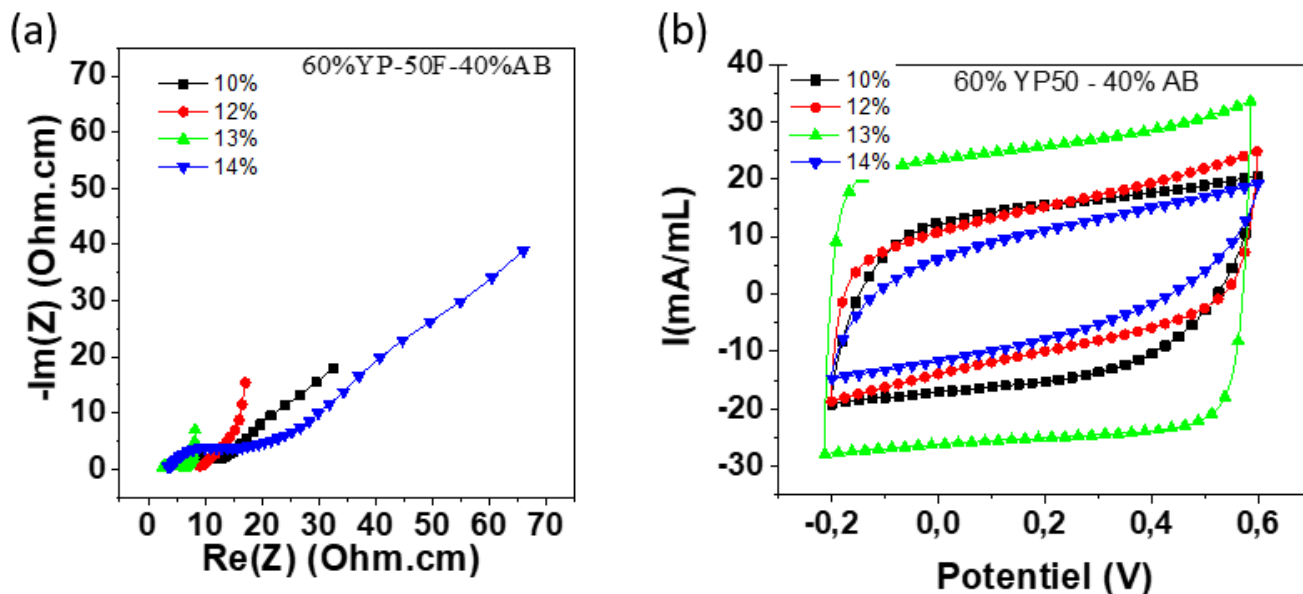 (a)
60%YP-50F-40%AB
10%
12%
13%
14%
-Im(Z) (Ohm.cm)
70
60
50
40
30
20
10
0
0 10 20 30 40 50 60 70
Re(Z) (Ohm.cm)
(b)
60% YP50 - 40% AB
10%
12%
13%
14%
I(mA/mL)
40
30
20
10
0
-10
-20
-30
-0,2 0,0 0,2 0,4 0,6
Potentiel (V)